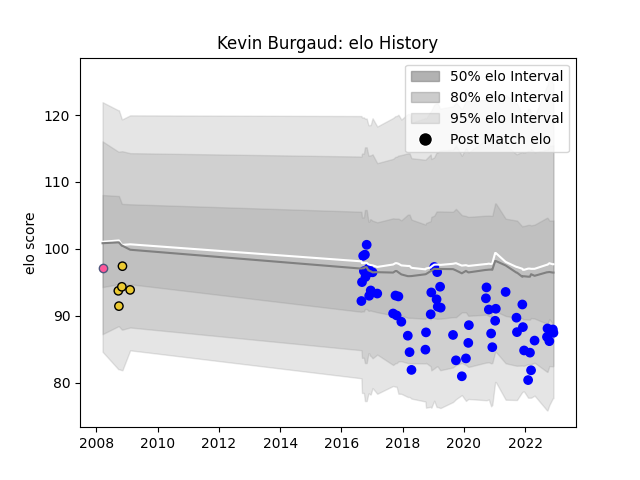 Kevin Burgaud: elo History
50% elo Interval
80% elo Interval
95% elo Interval
Post Match elo
elo score
120
110
100
90
80
2008 2010 2012 2014 2016 2018 2020 2022